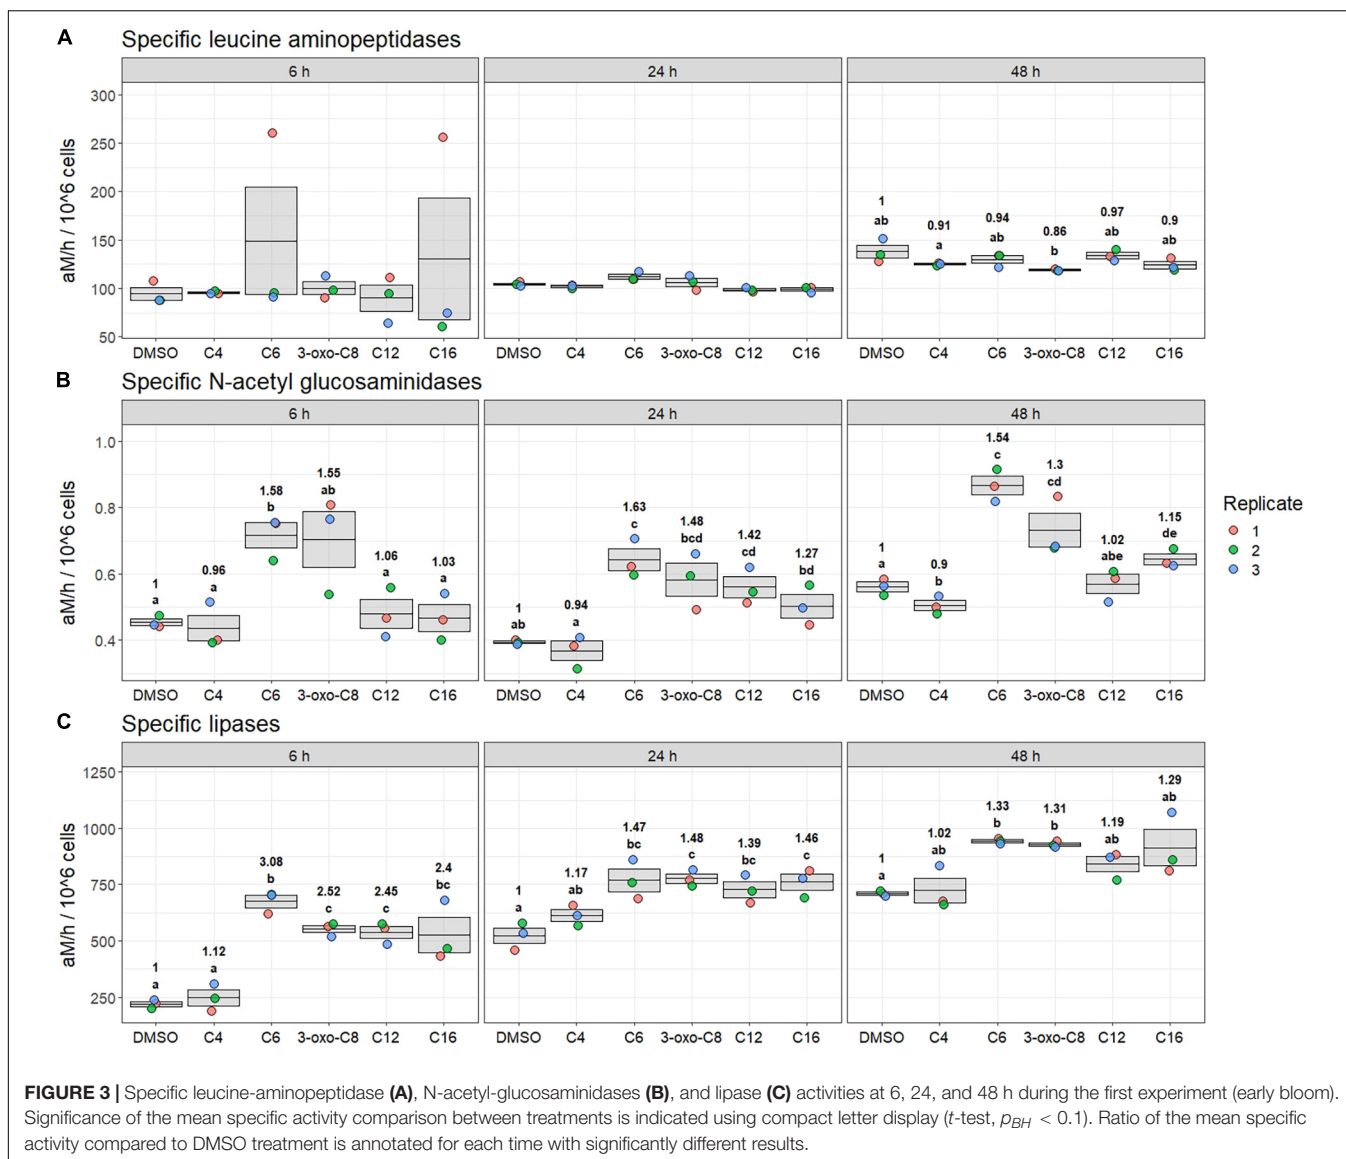 A Specific leucine aminopeptidases
6 h 24 h 48 h
aM/h / 10^6 cells
300
250
200
150
100
50
1 0.91 0.94 0.86 0.97 0.9
ab a ab b ab ab
DMSO C4 C6 3-oxo-C8 C12 C16 DMSO C4 C6 3-oxo-C8 C12 C16 DMSO C4 C6 3-oxo-C8 C12 C16
B Specific N-acetyl glucosaminidases
6 h 24 h 48 h
aM/h / 10^6 cells
1.0
0.8
0.6
0.4
1 0.96 1.58 1.55 1.06 1.03
a a b ab a a
1 0.94 1.63 1.48 1.42 1.27
ab a c bcd cd bd
1 0.9 1.54 1.3 1.02 1.15
a b c cd abe de
DMSO C4 C6 3-oxo-C8 C12 C16 DMSO C4 C6 3-oxo-C8 C12 C16 DMSO C4 C6 3-oxo-C8 C12 C16
Replicate
1
2
3
C Specific lipases
6 h 24 h 48 h
aM/h / 10^6 cells
1250
1000
750
500
250
1 1.12 3.08 2.52 2.45 2.4
a a b c c bc
1 1.17 1.47 1.48 1.39 1.46
a ab bc c bc c
1 1.02 1.33 1.31 1.19 1.29
a ab b b ab ab
DMSO C4 C6 3-oxo-C8 C12 C16 DMSO C4 C6 3-oxo-C8 C12 C16 DMSO C4 C6 3-oxo-C8 C12 C16
FIGURE 3 | Specific leucine-aminopeptidase (A), N-acetyl-glucosaminidases (B), and lipase (C) activities at 6, 24, and 48 h during the first experiment (early bloom).
Significance of the mean specific activity comparison between treatments is indicated using compact letter display (t-test, pBH < 0.1). Ratio of the mean specific
activity compared to DMSO treatment is annotated for each time with significantly different results.